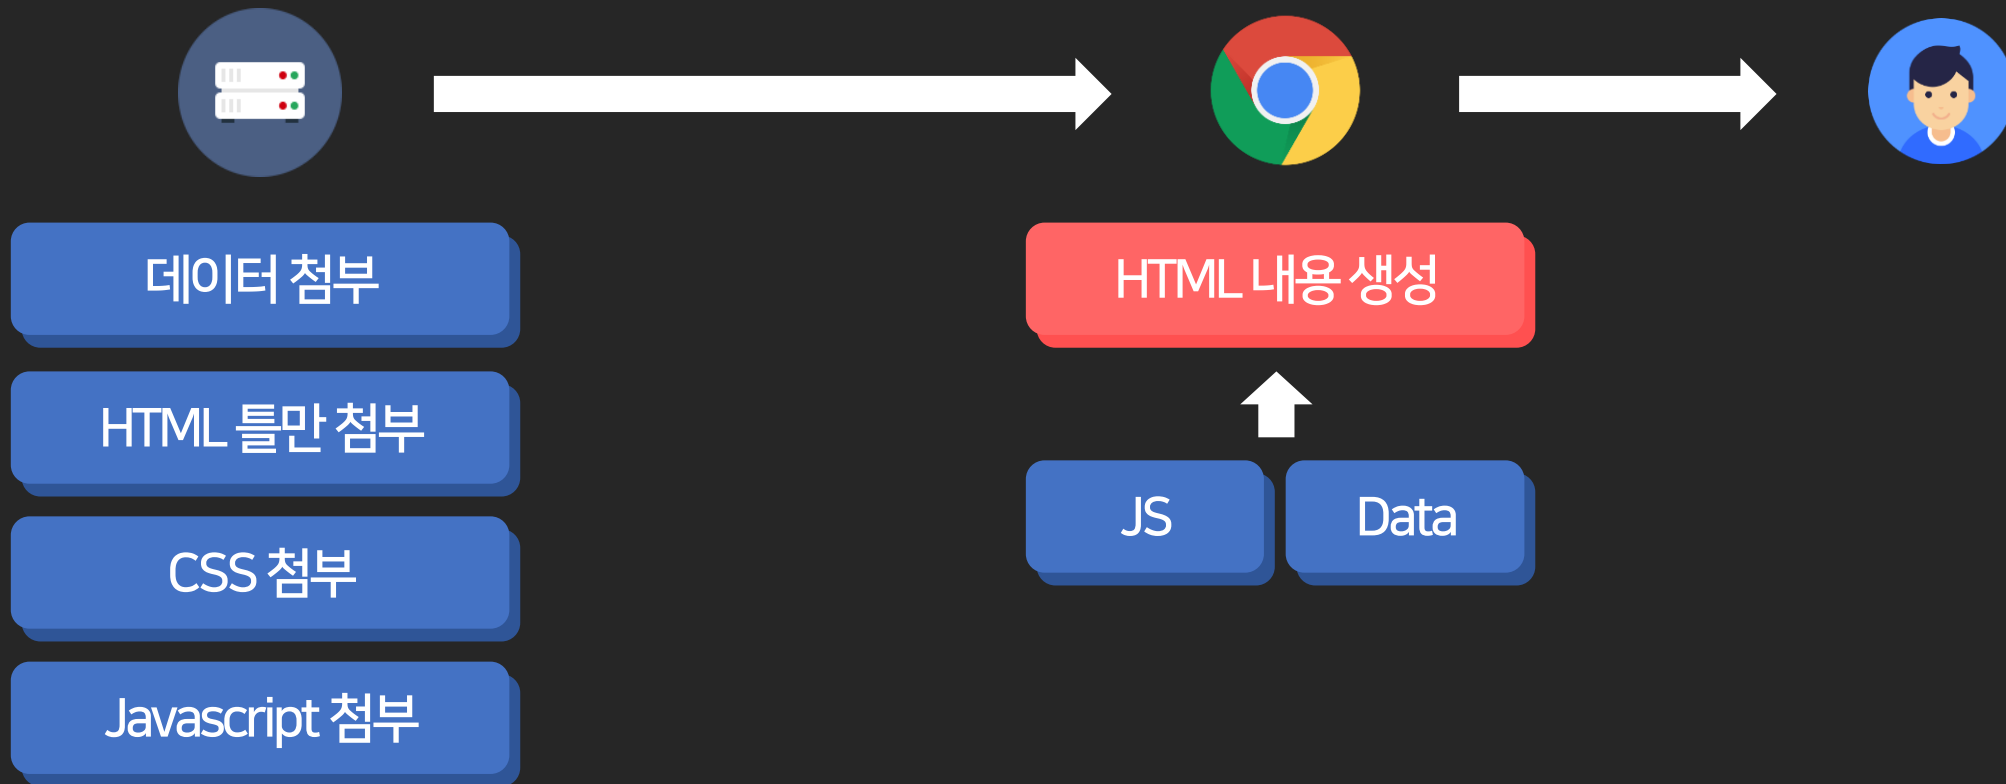 데이터 첨부
HTML 틀만 첨부
CSS 첨부
Javascript 첨부
HTML 내용 생성
JS
Data